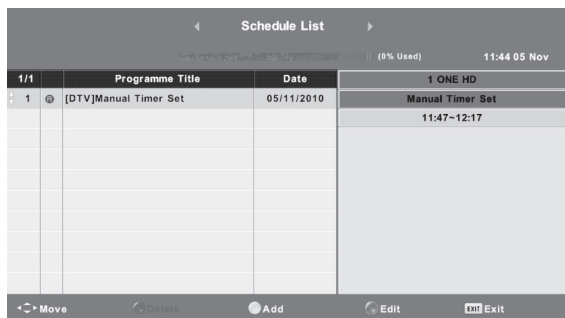 Schedule List
(0% Used) 11:44 05 Nov
1/1 Programme Title Date 1 ONE HD
1 ® [DTV]Manual Timer Set 05/11/2010 Manual Timer Set
11:47~12:17
Move Delete Add Edit EXIT Exit